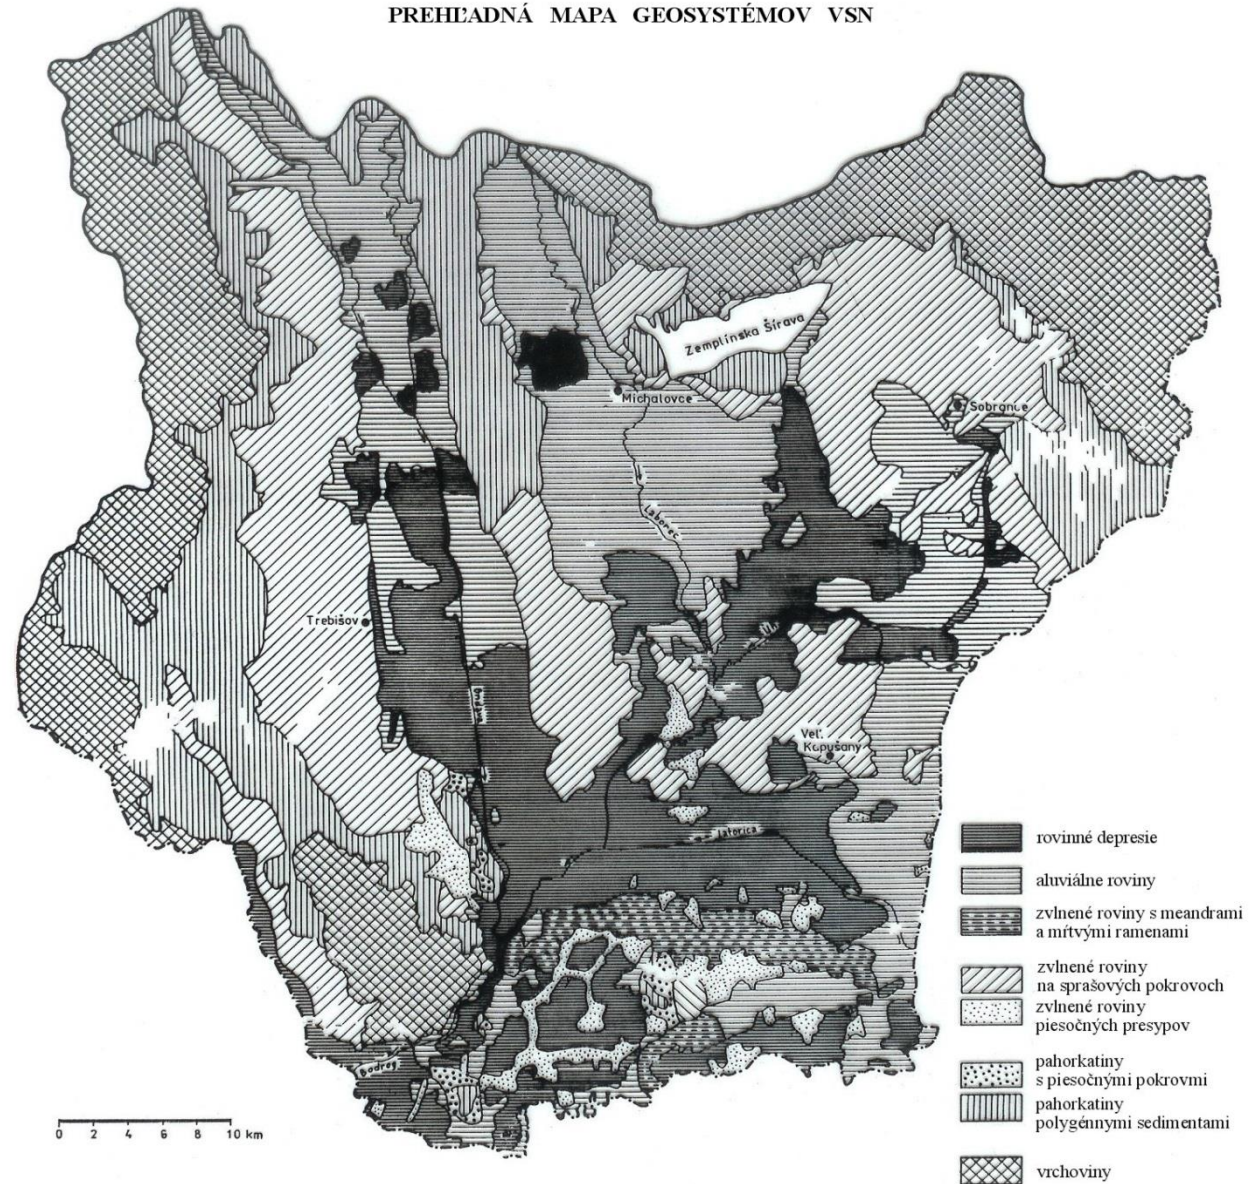 PREHĽADNÁ MAPA GEOSYSTÉMOV VSN
Zemplínska Šírava
Michalovce
Sobrance
Laborec
Trebišov
Ondava
Uh
Veľ.
Kapušany
Latorica
Bodrog
rovinné depresie
aluviálne roviny
zvlnené roviny s meandrami
a mŕtvými ramenami
zvlnené roviny
na sprašových pokrovoch
zvlnené roviny
piesočných presypov
pahorkatiny
s piesočnými pokrovmi
pahorkatiny
polygénnymi sedimentami
vrchoviny
0 2 4 6 8 10 km